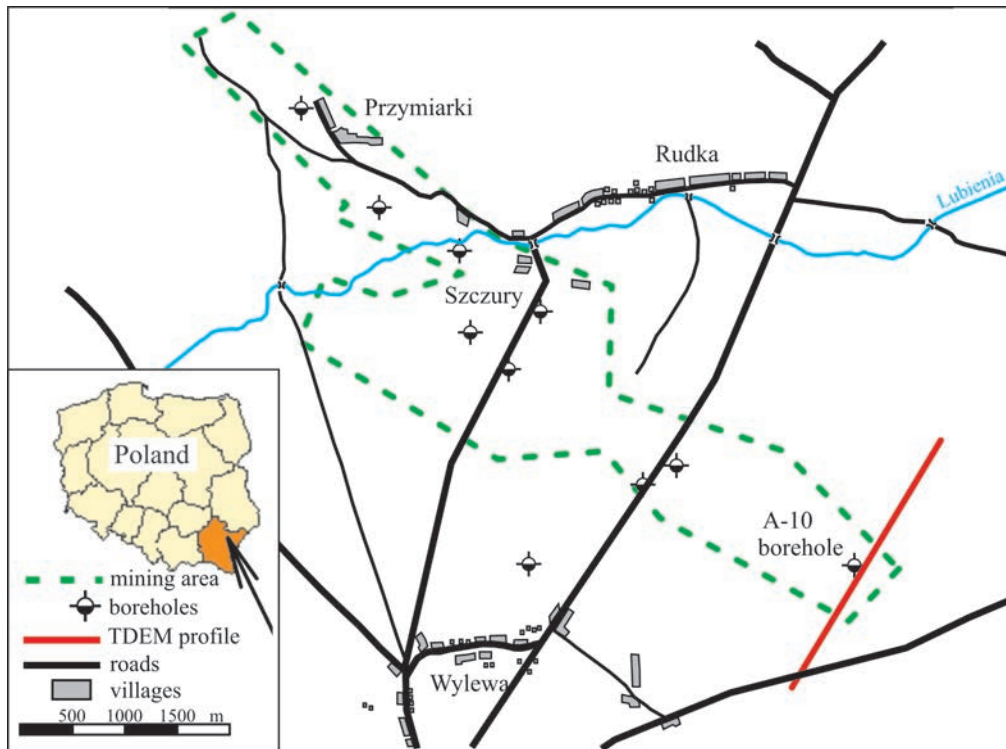 Przymiarki
Rudka
Lubienia
Szczury
Poland
A-10
borehole
mining area
boreholes
TDEM profile
roads
villages
500 1000 1500 m
Wylewa